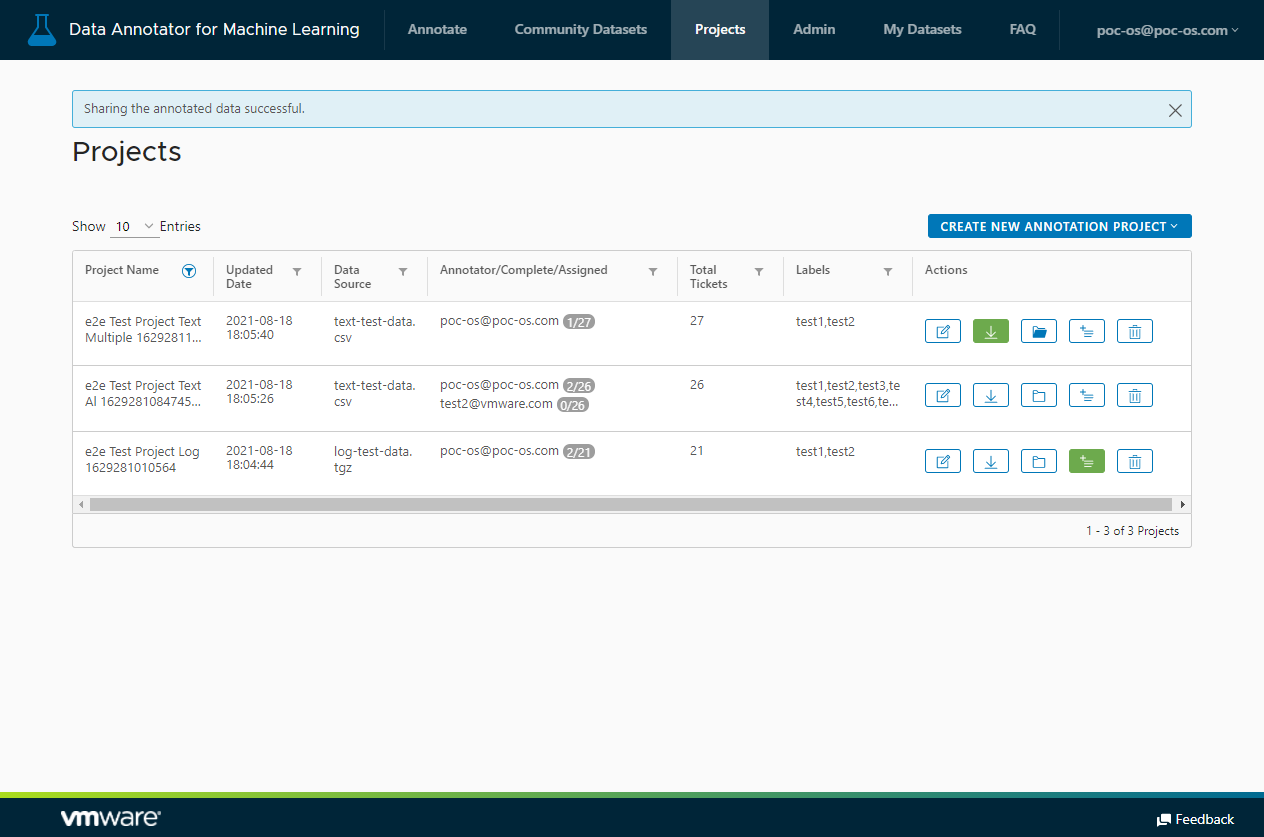 Data Annotator for Machine Learning
Annotate
Community Datasets
Projects
Admin
My Datasets
FAQ
poc-os@poc-os.com
Sharing the annotated data successful.
Projects
Show 10 Entries
CREATE NEW ANNOTATION PROJECT
Project Name
Updated
Date
Data
Source
Annotator/Complete/Assigned
Total
Tickets
Labels
Actions
e2e Test Project Text
Multiple 16292811...
2021-08-18
18:05:40
text-test-data.
csv
poc-os@poc-os.com 1/27
27
test1,test2
e2e Test Project Text
Al 1629281084745...
2021-08-18
18:05:26
text-test-data.
csv
poc-os@poc-os.com 2/26
test2@vmware.com 0/26
26
test1,test2,test3,te
st4,test5,test6,te...
e2e Test Project Log
1629281010564
2021-08-18
18:04:44
log-test-data.
tgz
poc-os@poc-os.com 2/21
21
test1,test2
1 - 3 of 3 Projects
vmware
Feedback